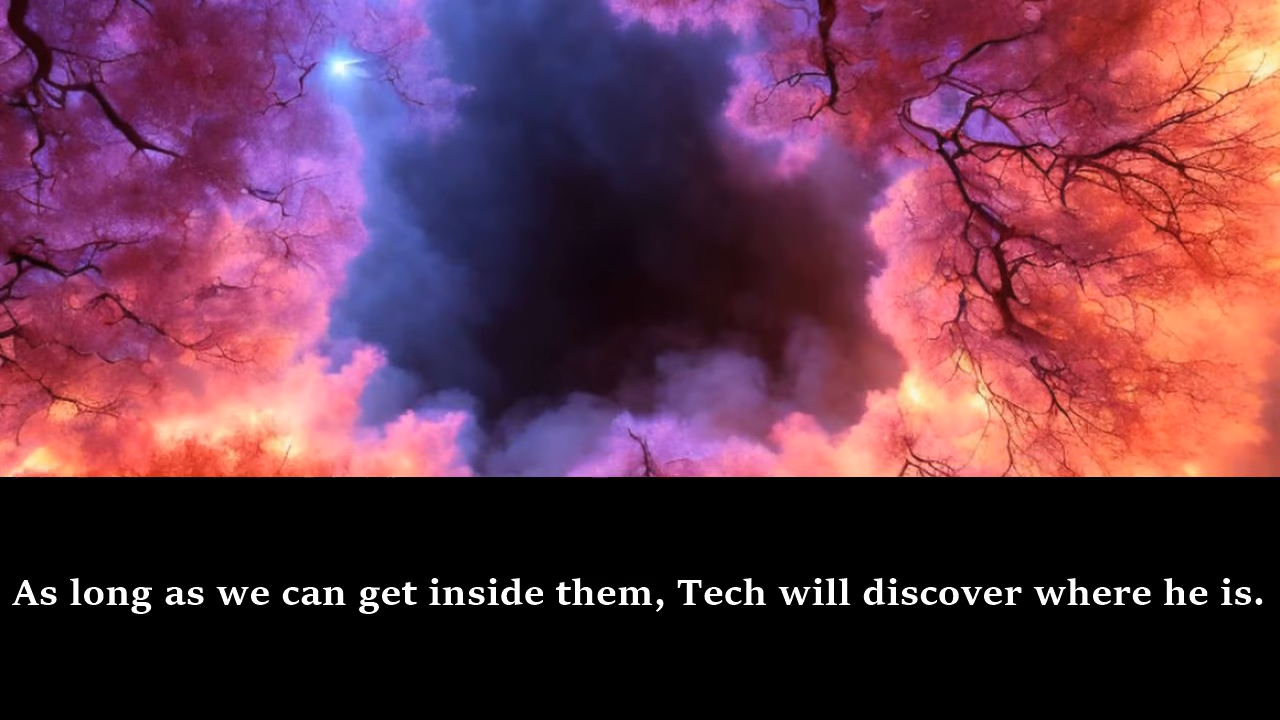 As long as we can get inside them, Tech will discover where he is.